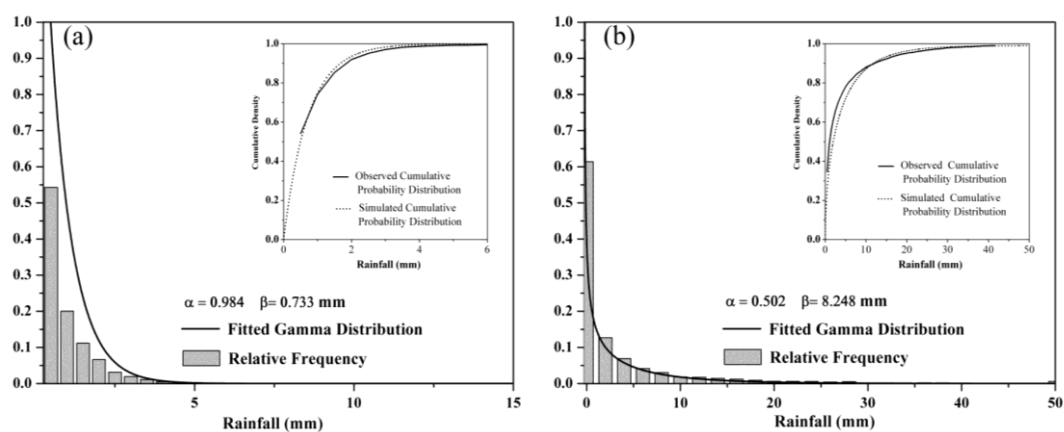 (a)
1.0
0.9
0.8
0.7
0.6
0.5
0.4
0.3
0.2
0.1
0.0
5
10
15
Rainfall (mm)
α = 0.984 β= 0.733 mm
Fitted Gamma Distribution
Relative Frequency
Cumulative Density
1.0
0.8
0.6
0.4
0.2
0.0
0
2
4
6
Rainfall (mm)
Observed Cumulative
Probability Distribution
Simulated Cumulative
Probability Distribution
(b)
1.0
0.9
0.8
0.7
0.6
0.5
0.4
0.3
0.2
0.1
0.0
0
10
20
30
40
50
Rainfall (mm)
α = 0.502 β= 8.248 mm
Fitted Gamma Distribution
Relative Frequency
Cumulative Density
1.0
0.8
0.6
0.4
0.2
0.0
0
10
20
30
40
50
Rainfall (mm)
Observed Cumulative
Probability Distribution
Simulated Cumulative
Probability Distribution